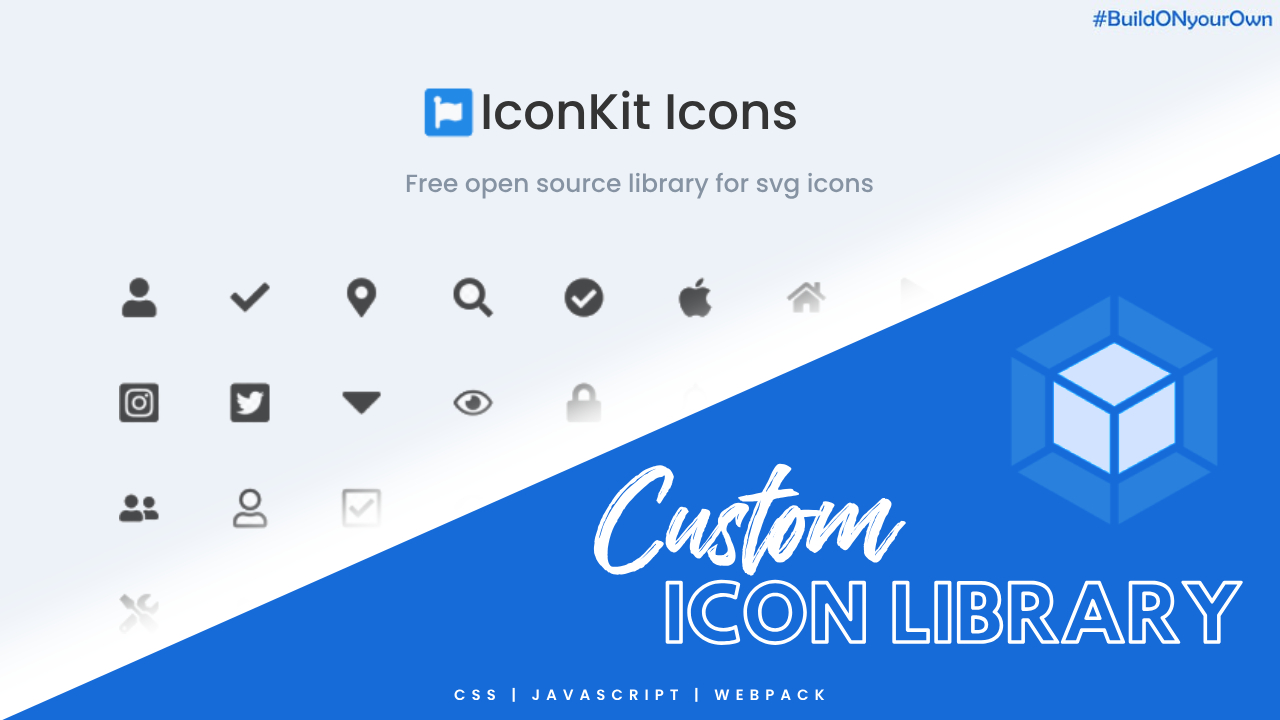 #BuildONyourOwn
IconKit Icons
Free open source library for svg icons
Custom
ICON LIBRARY
CSS | JAVASCRIPT | WEBPACK